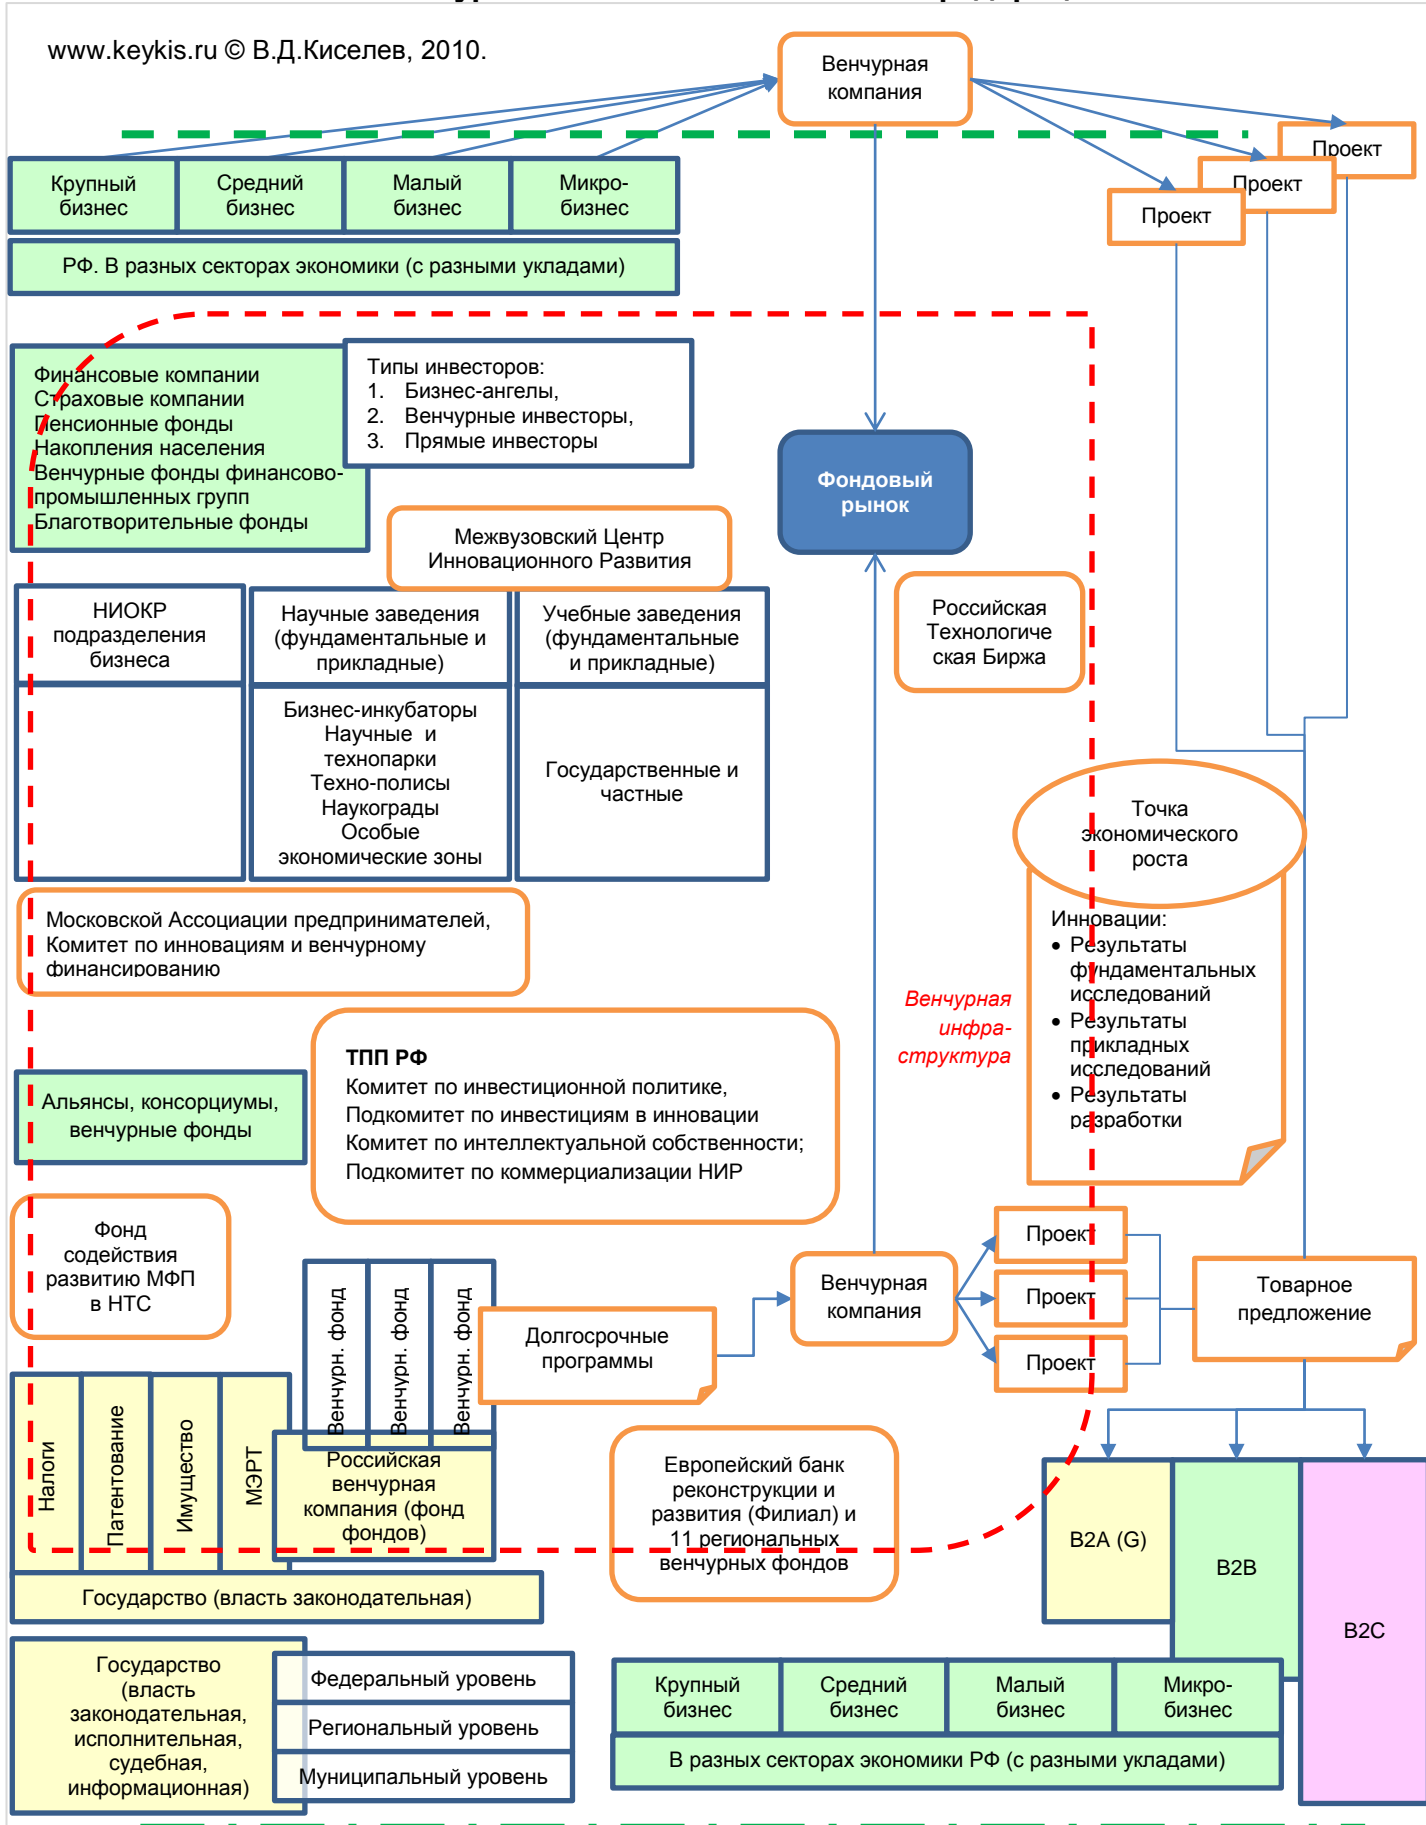 www.keykis.ru © В.Д.Киселев, 2010.
Венчурная
компания
Проект
Проект
Проект
Крупный
бизнес
Средний
бизнес
Малый
бизнес
Микро-
бизнес
РФ. В разных секторах экономики (с разными укладами)
Финансовые компании
Страховые компании
Пенсионные фонды
Накопления населения
Венчурные фонды финансово-
промышленных групп
Благотворительные фонды
Типы инвесторов:
1. Бизнес-ангелы,
2. Венчурные инвесторы,
3. Прямые инвесторы
Фондовый
рынок
Межвузовский Центр
Инновационного Развития
НИОКР
подразделения
бизнеса
Научные заведения
(фундаментальные и
прикладные)
Учебные заведения
(фундаментальные
и прикладные)
Российская
Технологиче
ская Биржа
Бизнес-инкубаторы
Научные и
технопарки
Техно-полисы
Наукограды
Особые
экономические зоны
Государственные и
частные
Точка
экономического
роста
Московской Ассоциации предпринимателей,
Комитет по инновациям и венчурному
финансированию
Инновации:
• Результаты
фундаментальных
исследований
• Результаты
прикладных
исследований
• Результаты
разработки
Венчурная
инфра-
структура
ТПП РФ
Комитет по инвестиционной политике,
Подкомитет по инвестициям в инновации
Комитет по интеллектуальной собственности;
Подкомитет по коммерциализации НИР
Альянсы, консорциумы,
венчурные фонды
Фонд
содействия
развитию МФП
в НТС
Венчурн. фонд
Венчурн. фонд
Венчурн. фонд
Долгосрочные
программы
Венчурная
компания
Проект
Проект
Проект
Товарное
предложение
Налоги
Патентование
Имущество
МЭРТ
Российская
венчурная
компания (фонд
фондов)
Европейский банк
реконструкции и
развития (Филиал) и
11 региональных
венчурных фондов
B2A (G)
B2B
B2C
Государство (власть законодательная)
Государство
(власть
законодательная,
исполнительная,
судебная,
информационная)
Федеральный уровень
Региональный уровень
Муниципальный уровень
Крупный
бизнес
Средний
бизнес
Малый
бизнес
Микро-
бизнес
В разных секторах экономики РФ (с разными укладами)